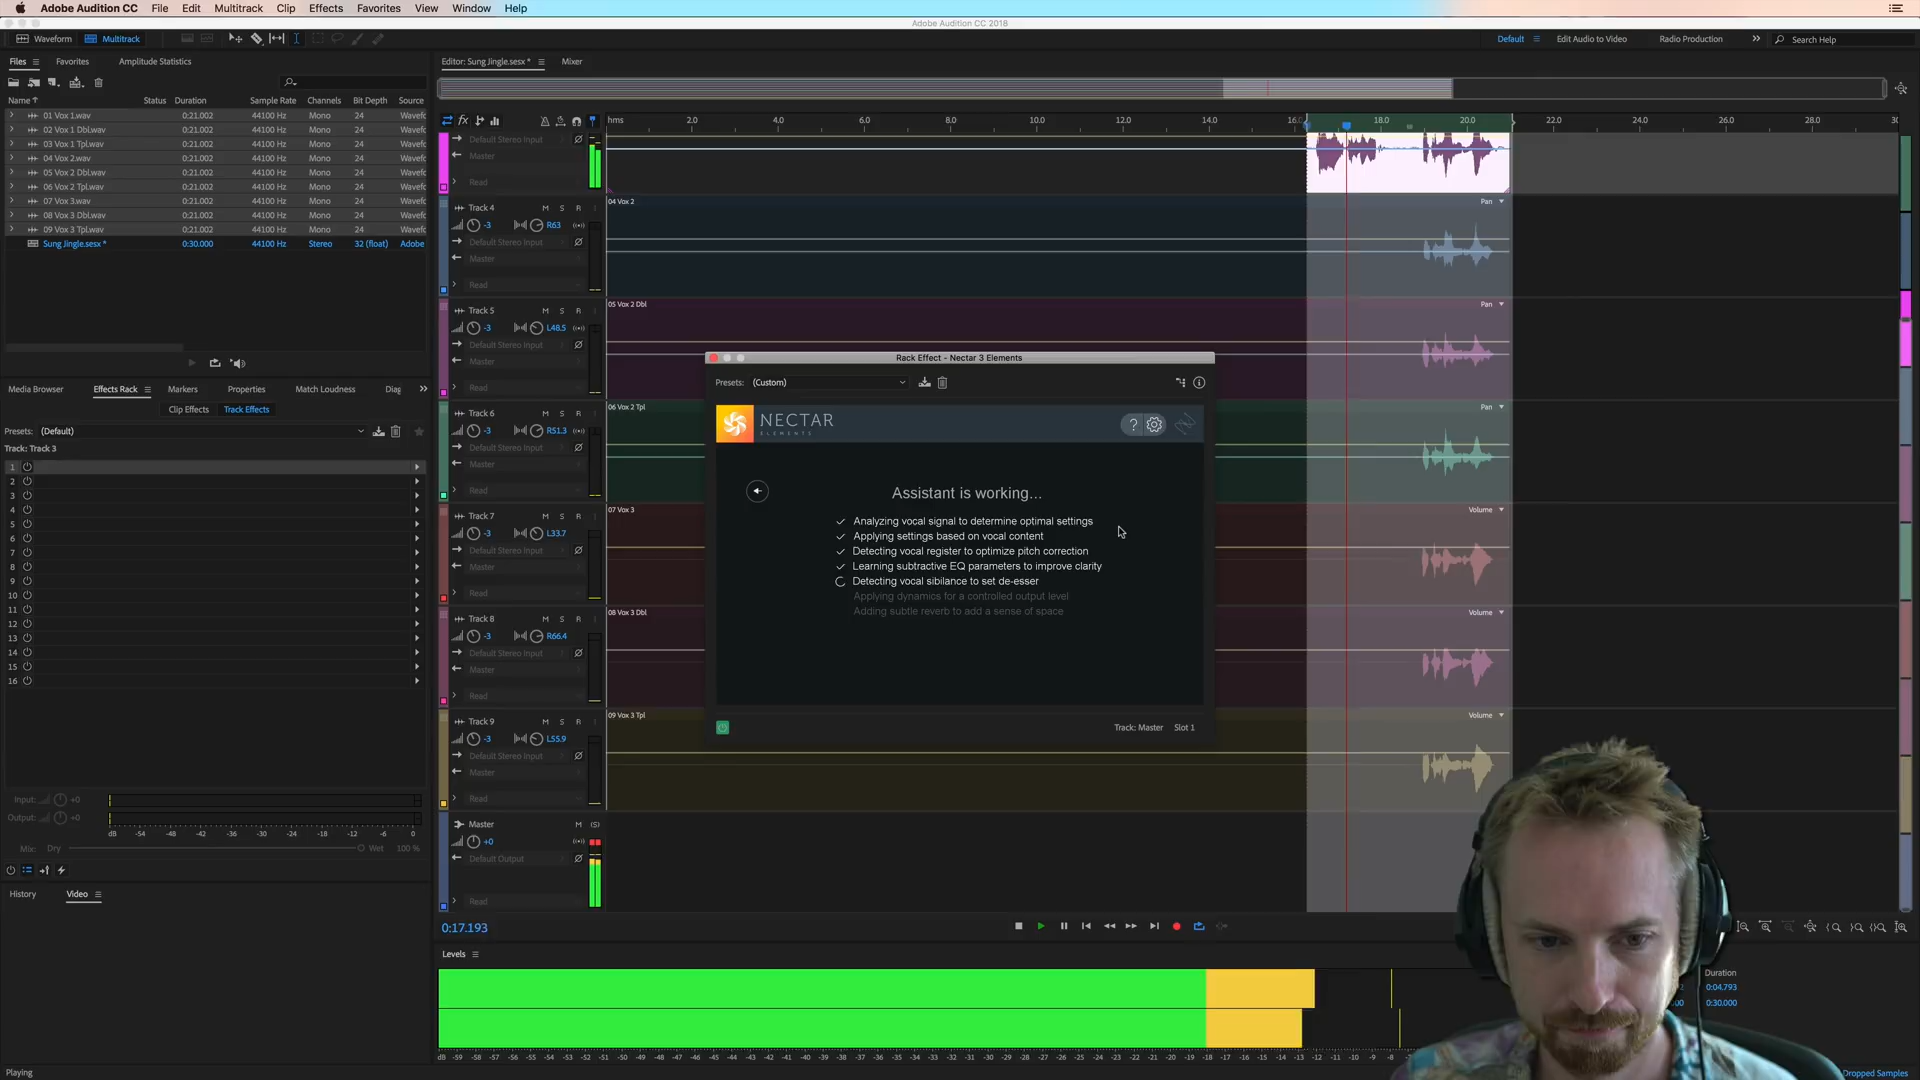 Adobe Audition CC File Edit Multitrack Clip Effects Favorites View Window Help
Adobe Audition CC 2018
Waveform Multitrack Default Edit Audio to Video Radio Production Search Help
Files Favorites Amplitude Statistics
Editor: Sung Jingle.sesx * Mixer
Name Status Duration Sample Rate Channels Bit Depth Source
01 Vox 1.wav 0:21.002 44100 Hz Mono 24 Wavefc
02 Vox 1 Dbl.wav 0:21.002 44100 Hz Mono 24 Wavefc
03 Vox 1 Tpl.wav 0:21.002 44100 Hz Mono 24 Wavefc
04 Vox 2.wav 0:21.002 44100 Hz Mono 24 Wavefc
05 Vox 2 Dbl.wav 0:21.002 44100 Hz Mono 24 Wavefc
06 Vox 2 Tpl.wav 0:21.002 44100 Hz Mono 24 Wavefc
07 Vox 3.wav 0:21.002 44100 Hz Mono 24 Wavefc
08 Vox 3 Dbl.wav 0:21.002 44100 Hz Mono 24 Wavefc
09 Vox 3 Tpl.wav 0:21.002 44100 Hz Mono 24 Wavefc
Sung Jingle.sesx * 0:30.000 44100 Hz Stereo 32 (float) Adobe
Media Browser Effects Rack Markers Properties Match Loudness Diag
Clip Effects Track Effects
Presets: (Default)
Track: Track 3
1
2
3
4
5
6
7
8
9
10
11
12
13
14
15
16
Input: +0
Output: +0
dB -54 -48 -42 -36 -30 -24 -18 -12 -6 0
Mix: Dry Wet 100 %
History Video
fx hms 2.0 4.0 6.0 8.0 10.0 12.0 14.0 16.0 18.0 20.0 22.0 24.0 26.0 28.0 30
Default Stereo Input
Master
Read
Track 4 M S R I 04 Vox 2 Pan
-3 R63
Default Stereo Input
Master
Read
Track 5 M S R I 05 Vox 2 Dbl Pan
-3 L48.5
Default Stereo Input
Master
Read
Track 6 M S R I 06 Vox 2 Tpl Pan
-3 R51.3
Default Stereo Input
Master
Read
Track 7 M S R I 07 Vox 3 Volume
-3 L33.7
Default Stereo Input
Master
Read
Track 8 M S R I 08 Vox 3 Dbl Volume
-3 R66.4
Default Stereo Input
Master
Read
Track 9 M S R I 09 Vox 3 Tpl Volume
-3 L55.9
Default Stereo Input
Master
Read
Master M (S)
+0
Default Output
Read
Rack Effect - Nectar 3 Elements
Presets: (Custom)
NECTAR
ELEMENTS
?
Assistant is working...
Analyzing vocal signal to determine optimal settings
Applying settings based on vocal content
Detecting vocal register to optimize pitch correction
Learning subtractive EQ parameters to improve clarity
Detecting vocal sibilance to set de-esser
Applying dynamics for a controlled output level
Adding subtle reverb to add a sense of space
Track: Master Slot 1
0:17.193
Levels
Duration
0:04.793
0:30.000
dB -59 -58 -57 -56 -55 -54 -53 -52 -51 -50 -49 -48 -47 -46 -45 -44 -43 -42 -41 -40 -39 -38 -37 -36 -35 -34 -33 -32 -31 -30 -29 -28 -27 -26 -25 -24 -23 -22 -21 -20 -19 -18 -17 -16 -15 -14 -13 -12 -11 -10 -9 -8
Playing
Dropped Samples